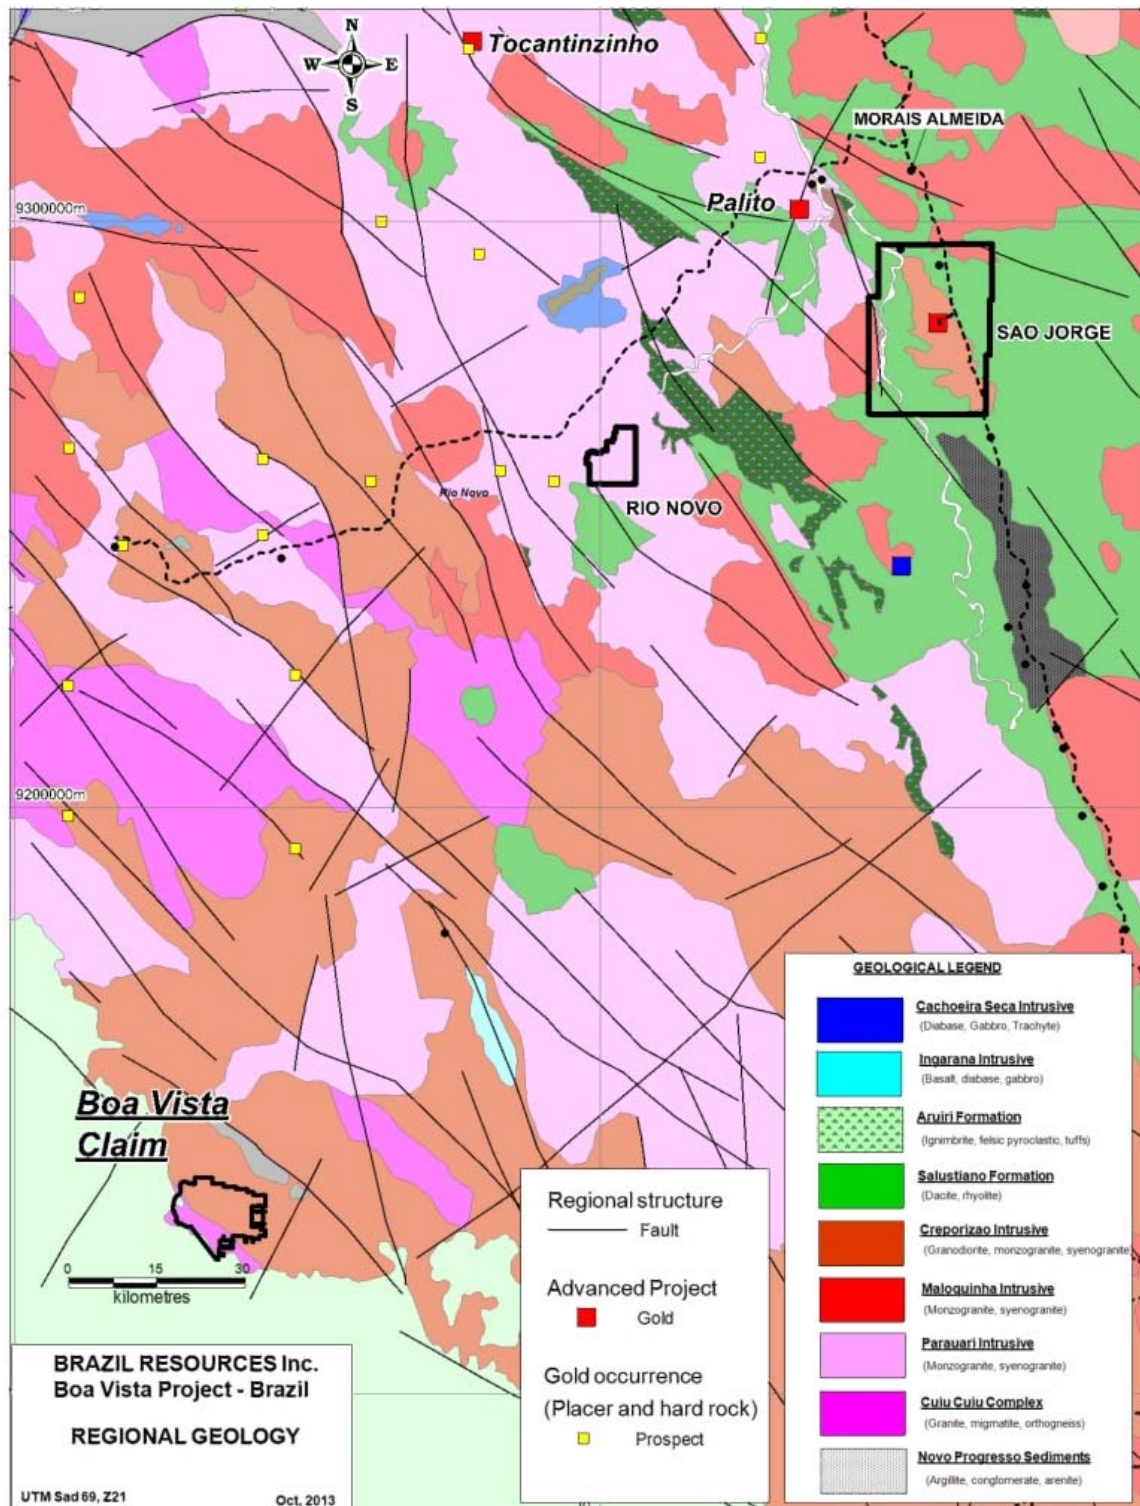 N
Tocantinzinho
W
E
S
MORAIS ALMEIDA
Palito
9300000m
SAO JORGE
Rio Novo
RIO NOVO
9200000m
GEOLOGICAL LEGEND
Cachoeira Seca Intrusive
(Diabase, Gabbro, Trachyte)
Ingarana Intrusive
(Basalt, diabase, gabbro)
Aruiri Formation
(Ignimbrite, felsic pyroclastic, tuffs)
Salustiano Formation
(Dacite, rhyolite)
Creporizao Intrusive
(Granodiorite, monzogranite, syenogranite)
Maloquinha Intrusive
(Monzogranite, syenogranite)
Parauari Intrusive
(Monzogranite, syenogranite)
Cuiu Cuiu Complex
(Granite, migmatite, orthogneiss)
Novo Progresso Sediments
(Argillite, conglomerate, arenite)
Boa Vista
Claim
0 15 30
kilometres
Regional structure
Fault
Advanced Project
Gold
Gold occurrence
(Placer and hard rock)
Prospect
BRAZIL RESOURCES Inc.
Boa Vista Project - Brazil
REGIONAL GEOLOGY
UTM Sad 69, Z21
Oct, 2013